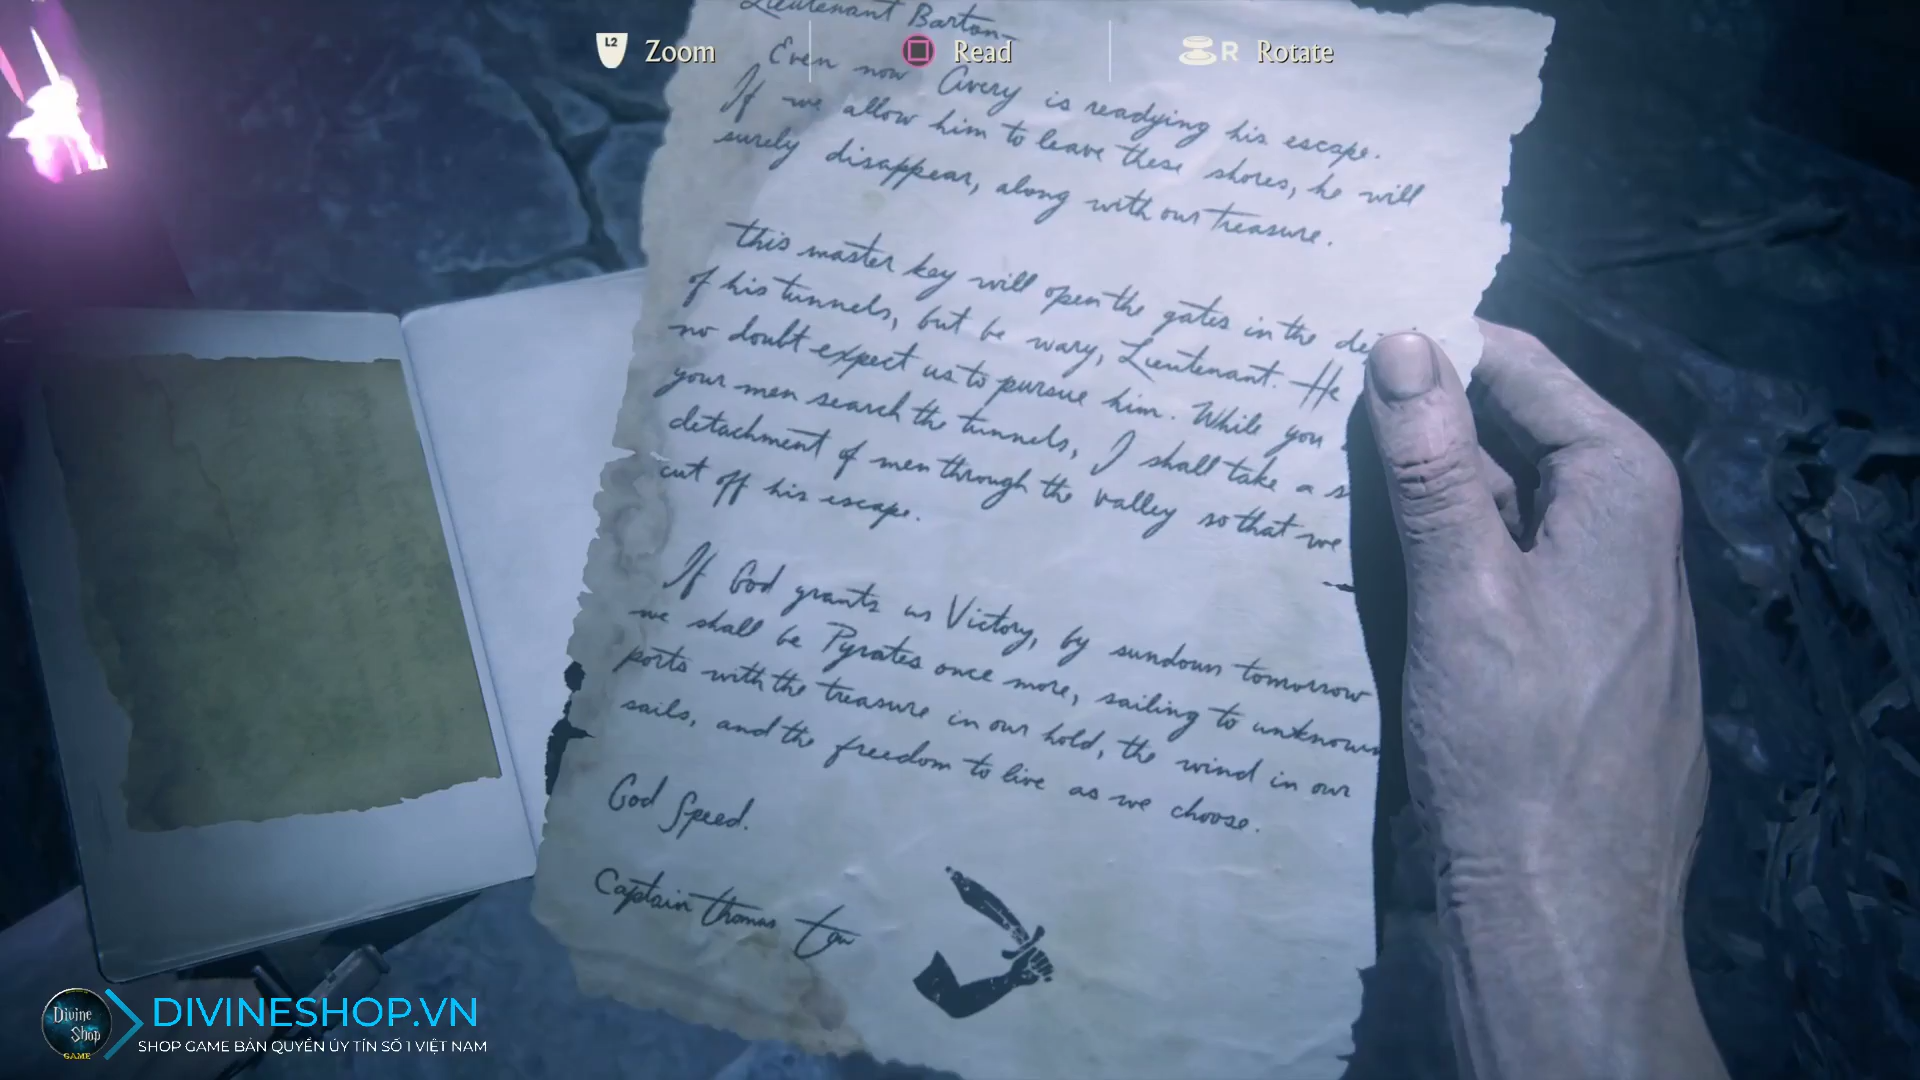 Lieutenant Barton-
L2 Zoom
Read
R Rotate
Even now Avery is readying his escape.
If we allow him to leave these shores, he will
surely disappear, along with our treasure.
this master key will open the gates in the
of his tunnels, but be wary, Lieutenant. He
no doubt expect us to pursue him. While you
your men search the tunnels, I shall take a
detachment of men through the valley so that we
cut off his escape.
If God grants us Victory, by sundown tomorrow
we shall be Pyrates once more, sailing to unknown
ports with the treasure in our hold, the wind in our
sails, and the freedom to live as we choose.
God Speed.
Captain Thomas Tew
Divine
Shop
GAME
DIVINESHOP.VN
SHOP GAME BẢN QUYỀN ỦY TÍN SỐ 1 VIỆT NAM